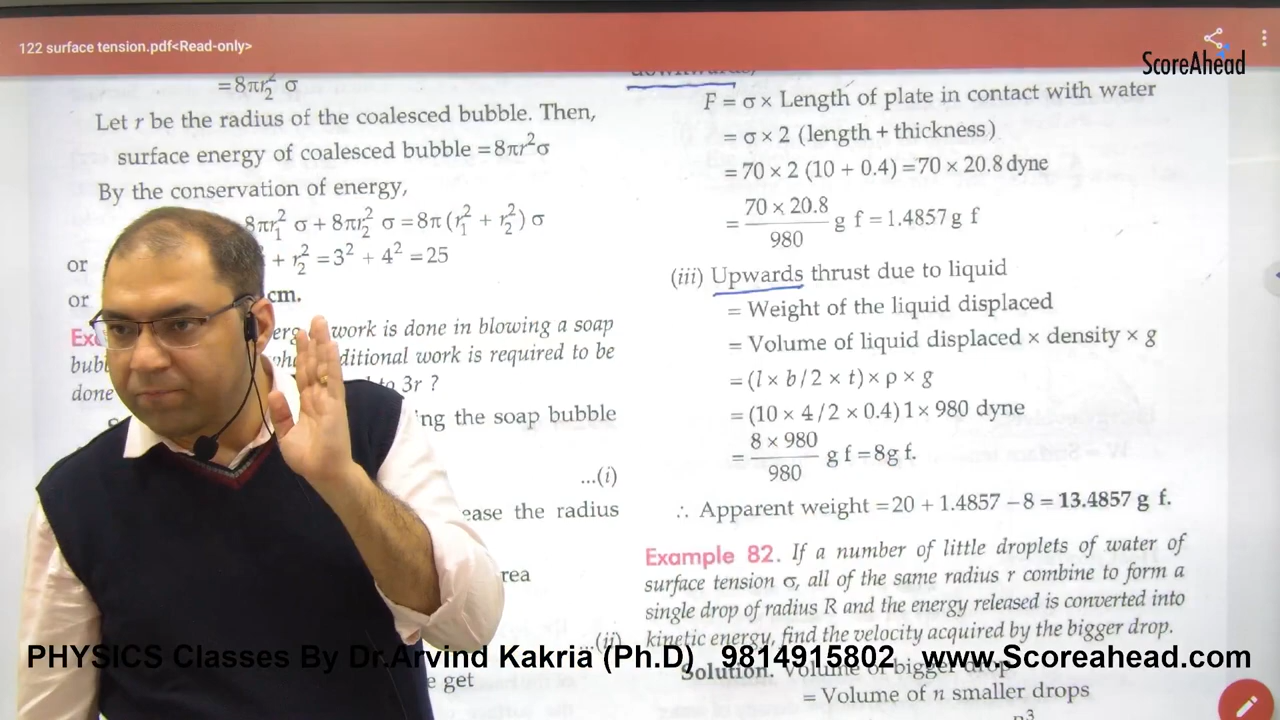 122 surface tension.pdf<Read-only>
ScoreAhead
= 8πr₂² σ
Let r be the radius of the coalesced bubble. Then,
surface energy of coalesced bubble = 8πr²σ
By the conservation of energy,
8πr₁² σ + 8πr₂² σ = 8π (r₁² + r₂²) σ
or
+ r₂² = 3² + 4² = 25
or
cm.
work is done in blowing a soap
ditional work is required to be
done
to 3r ?
ing the soap bubble
...(i)
ease the radius
rea
...(ii)
get
downwards,
F = σ × Length of plate in contact with water
= σ × 2 (length + thickness)
= 70 × 2 (10 + 0.4) = 70 × 20.8 dyne
= 70 × 20.8 / 980 g f = 1.4857 g f
(iii) Upwards thrust due to liquid
= Weight of the liquid displaced
= Volume of liquid displaced × density × g
= (l × b/2 × t) × ρ × g
= (10 × 4/2 × 0.4) 1 × 980 dyne
= 8 × 980 / 980 g f = 8g f.
∴ Apparent weight = 20 + 1.4857 − 8 = 13.4857 g f.
Example 82. If a number of little droplets of water of
surface tension σ, all of the same radius r combine to form a
single drop of radius R and the energy released is converted into
kinetic energy, find the velocity acquired by the bigger drop.
Solution. Volume of bigger drop
= Volume of n smaller drops
PHYSICS Classes By Dr.Arvind Kakria (Ph.D) 9814915802 www.Scoreahead.com